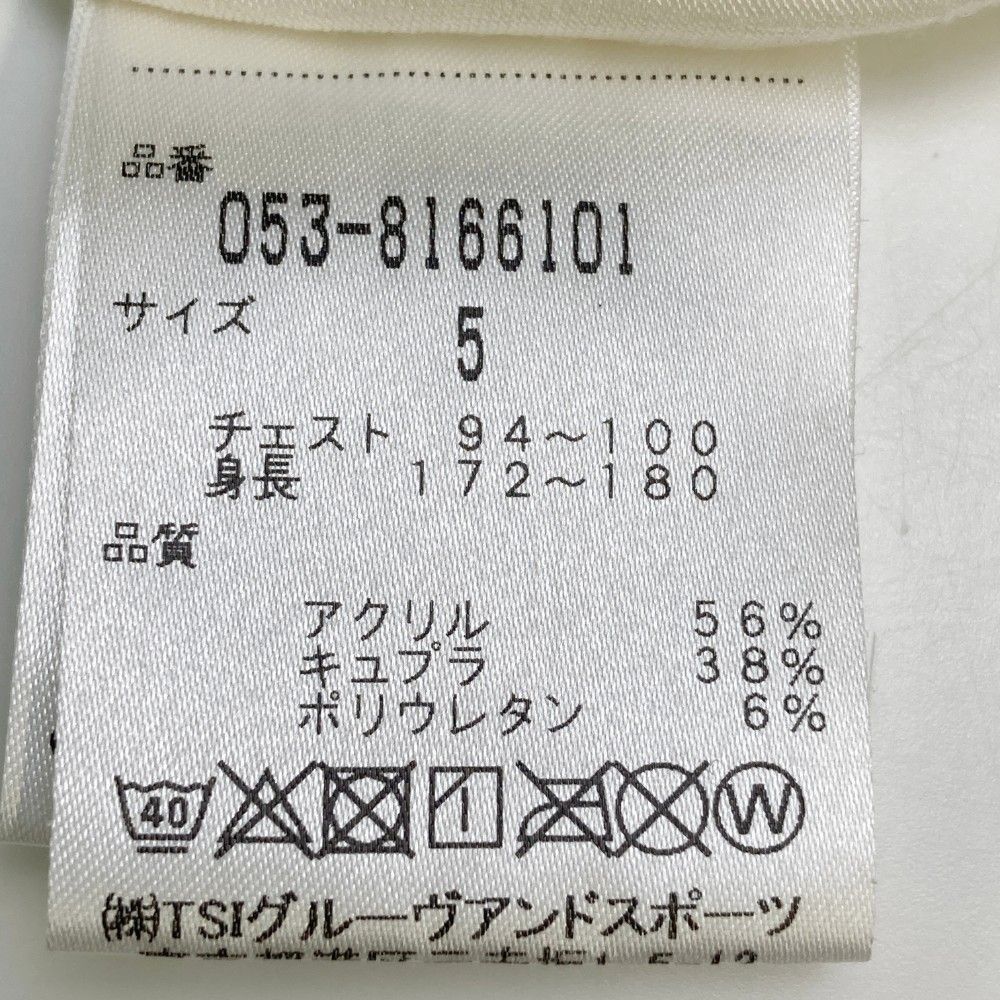 品番
053-8166101
サイズ
5
チェスト 94~100
身長 172~180
品質
アクリル 56%
キュプラ 38%
ポリウレタン 6%
40 W
(株)TSIグルーヴアンドスポーツ